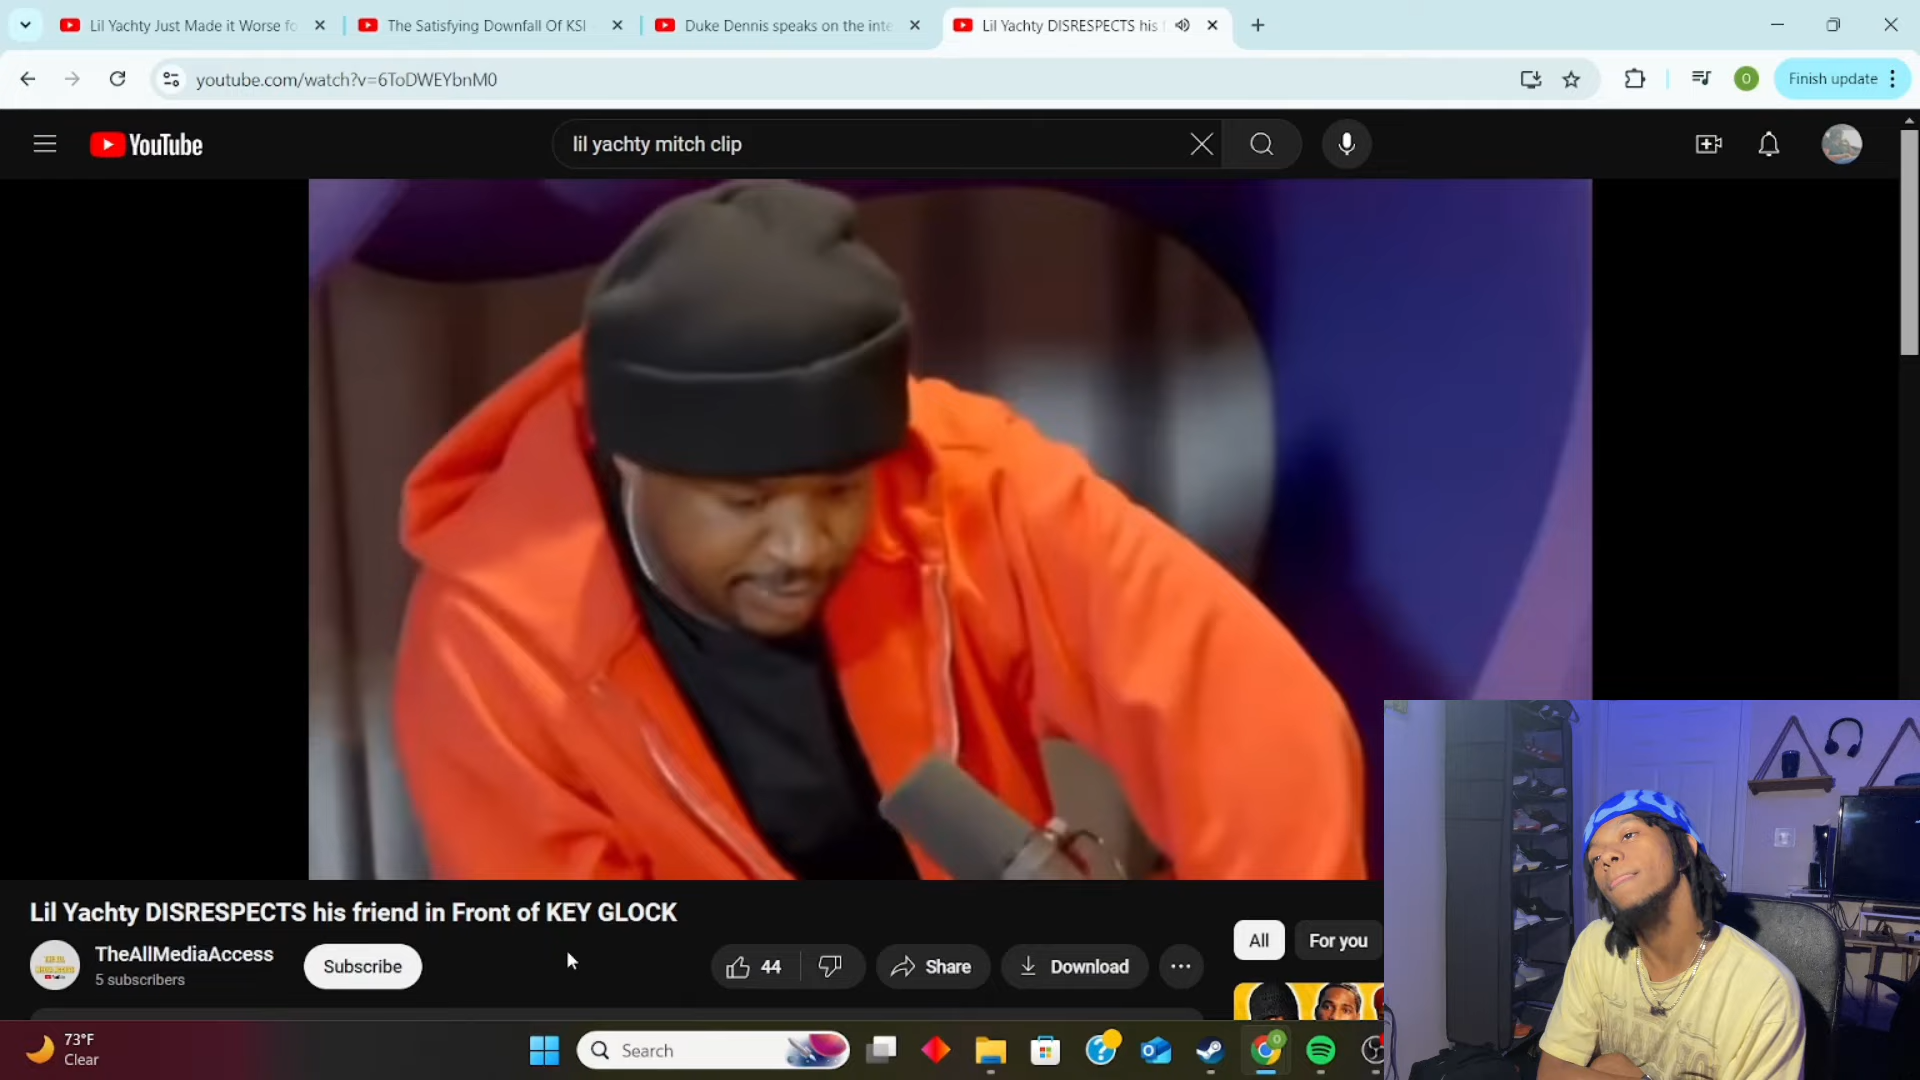 Lil Yachty Just Made it Worse fo
The Satisfying Downfall Of KSI
Duke Dennis speaks on the inte
Lil Yachty DISRESPECTS his f
youtube.com/watch?v=6ToDWEYbnM0
O
Finish update
YouTube
lil yachty mitch clip
Lil Yachty DISRESPECTS his friend in Front of KEY GLOCK
TheAllMediaAccess
5 subscribers
Subscribe
44
Share
Download
All
For you
73°F
Clear
Search